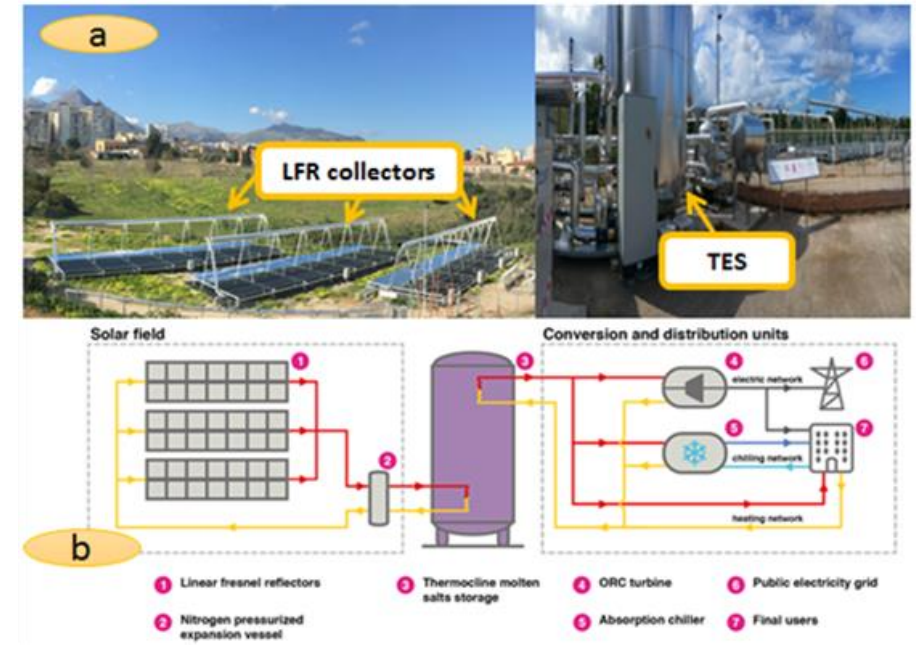 a
LFR collectors
TES
Solar field
Conversion and distribution units
1
3
4
6
electric network
2
5
7
chilling network
heating network
b
1 Linear fresnel reflectors
3 Thermocline molten
salts storage
4 ORC turbine
6 Public electricity grid
2 Nitrogen pressurized
expansion vessel
5 Absorption chiller
7 Final users